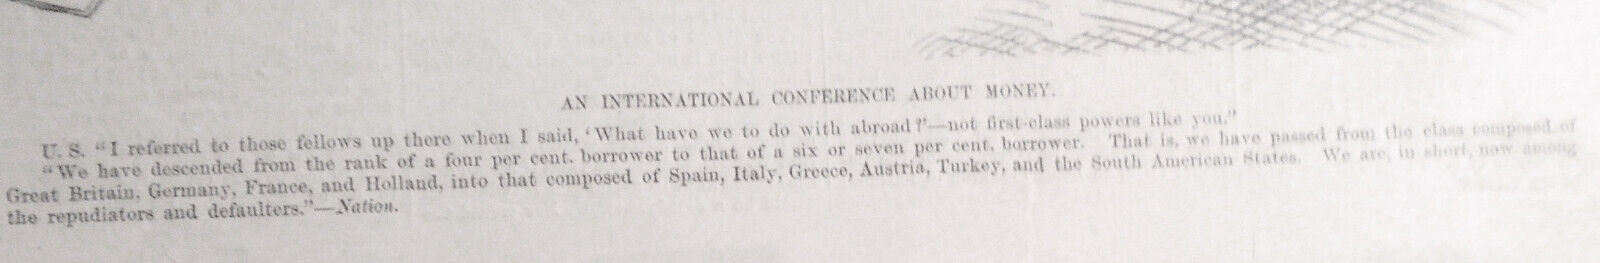 AN INTERNATIONAL CONFERENCE ABOUT MONEY.
U. S. "I referred to those fellows up there when I said, 'What have we to do with abroad?'—not first-class powers like you."
"We have descended from the rank of a four per cent. borrower to that of a six or seven per cent. borrower. That is, we have passed from the class composed of
Great Britain, Germany, France, and Holland, into that composed of Spain, Italy, Greece, Austria, Turkey, and the South American States. We are, in short, now among
the repudiators and defaulters."—Nation.